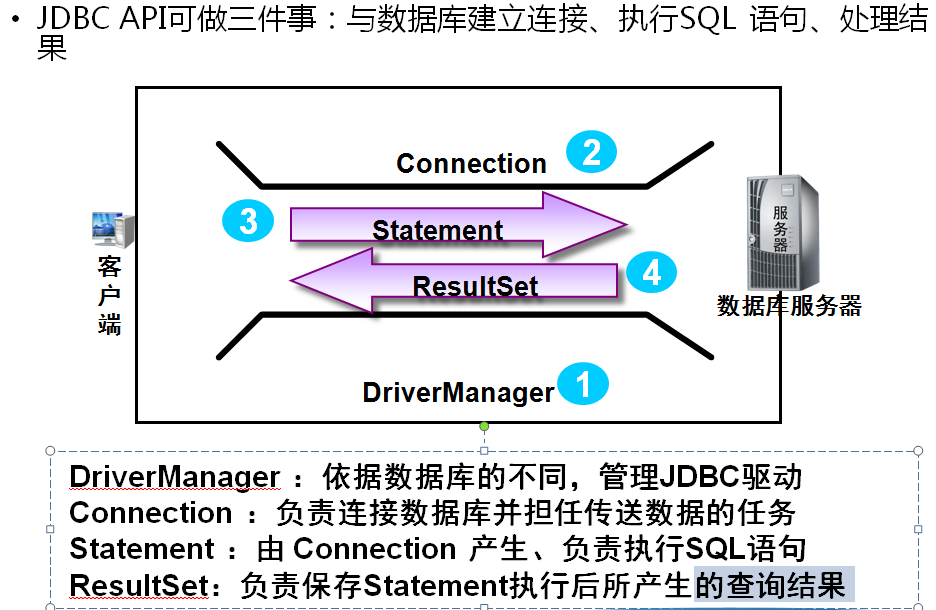 • JDBC API可做三件事：与数据库建立连接、执行SQL 语句、处理结
果
Connection 2
3 Statement
ResultSet 4
DriverManager 1
客
户
端
服
务
器
数据库服务器
DriverManager ：依据数据库的不同，管理JDBC驱动
Connection ：负责连接数据库并担任传送数据的任务
Statement ：由 Connection 产生、负责执行SQL语句
ResultSet：负责保存Statement执行后所产生的查询结果